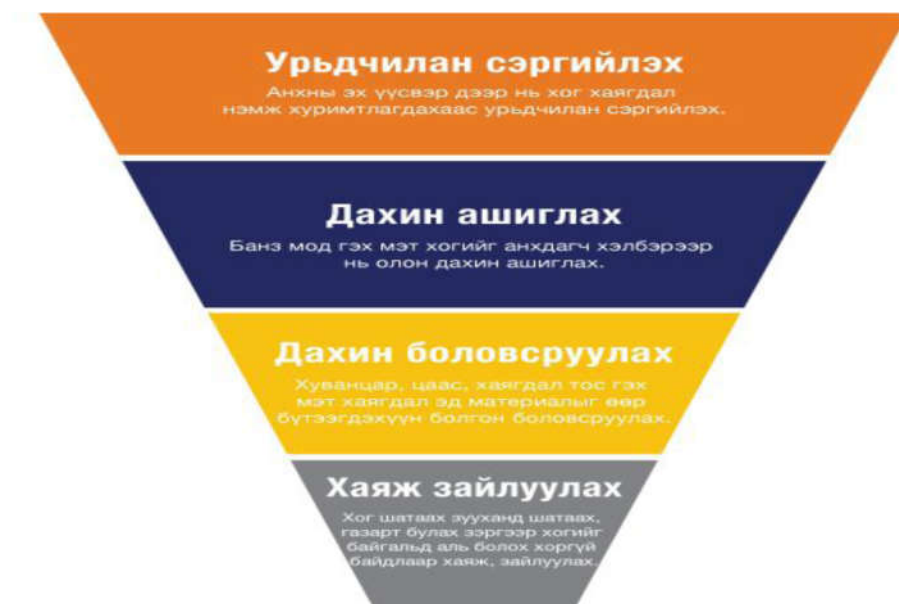 Урьдчилан сэргийлэх
Анхны эх үүсвэр дээр нь хог хаягдал
нэмж хуримтлагдахаас урьдчилан сэргийлэх.
Дахин ашиглах
Банз мод гэх мэт хогийг анхдагч хэлбэрээр
нь олон дахин ашиглах.
Дахин боловсруулах
Хуванцар, цаас, хаягдал тос гэх
мэт хаягдал эд материалыг өөр
бүтээгдэхүүн болгон боловсруулах.
Хаяж зайлуулах
Хог шатаах зууханд шатаах,
газарт булах зэргээр хогийг
байгальд аль болох хоргүй
байдлаар хаяж, зайлуулах.